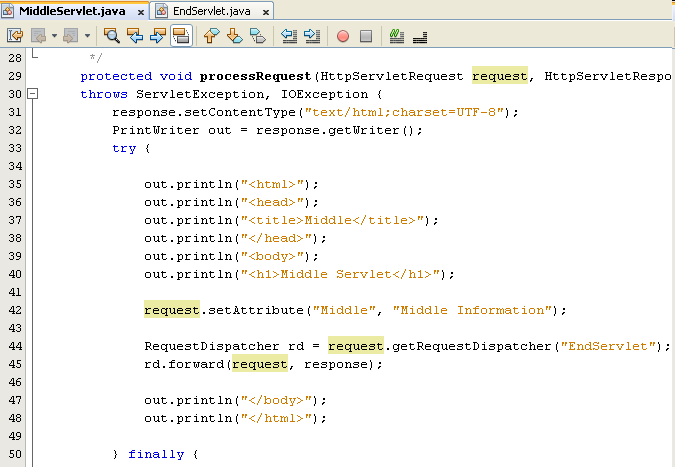 MiddleServlet.java x EndServlet.java x
28 */
29 protected void processRequest(HttpServletRequest request, HttpServletRespo
30 throws ServletException, IOException {
31 response.setContentType("text/html;charset=UTF-8");
32 PrintWriter out = response.getWriter();
33 try {
34
35 out.println("<html>");
36 out.println("<head>");
37 out.println("<title>Middle</title>");
38 out.println("</head>");
39 out.println("<body>");
40 out.println("<h1>Middle Servlet</h1>");
41
42 request.setAttribute("Middle", "Middle Information");
43
44 RequestDispatcher rd = request.getRequestDispatcher("EndServlet");
45 rd.forward(request, response);
46
47 out.println("</body>");
48 out.println("</html>");
49
50 } finally {